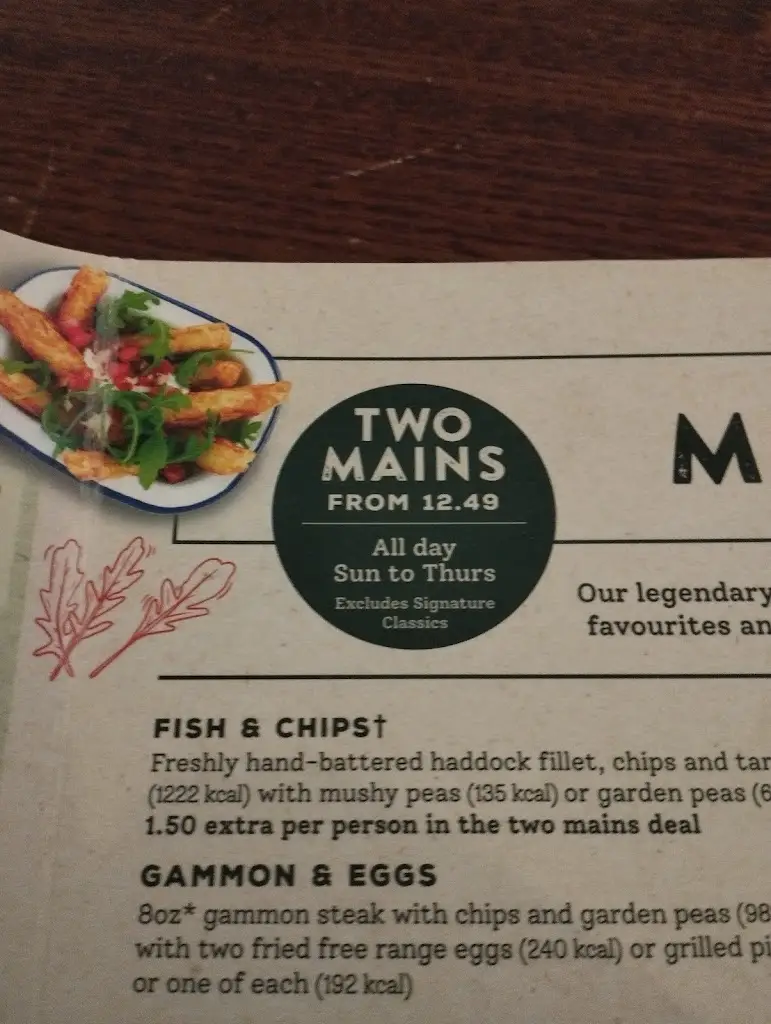 TWO
MAINS
FROM 12.49
All day
Sun to Thurs
Excludes Signature
Classics
M
Our legendary
favourites an
FISH & CHIPS†
Freshly hand-battered haddock fillet, chips and tar
(1222 kcal) with mushy peas (135 kcal) or garden peas (6
1.50 extra per person in the two mains deal
GAMMON & EGGS
8oz* gammon steak with chips and garden peas (98
with two fried free range eggs (240 kcal) or grilled pi
or one of each (192 kcal)